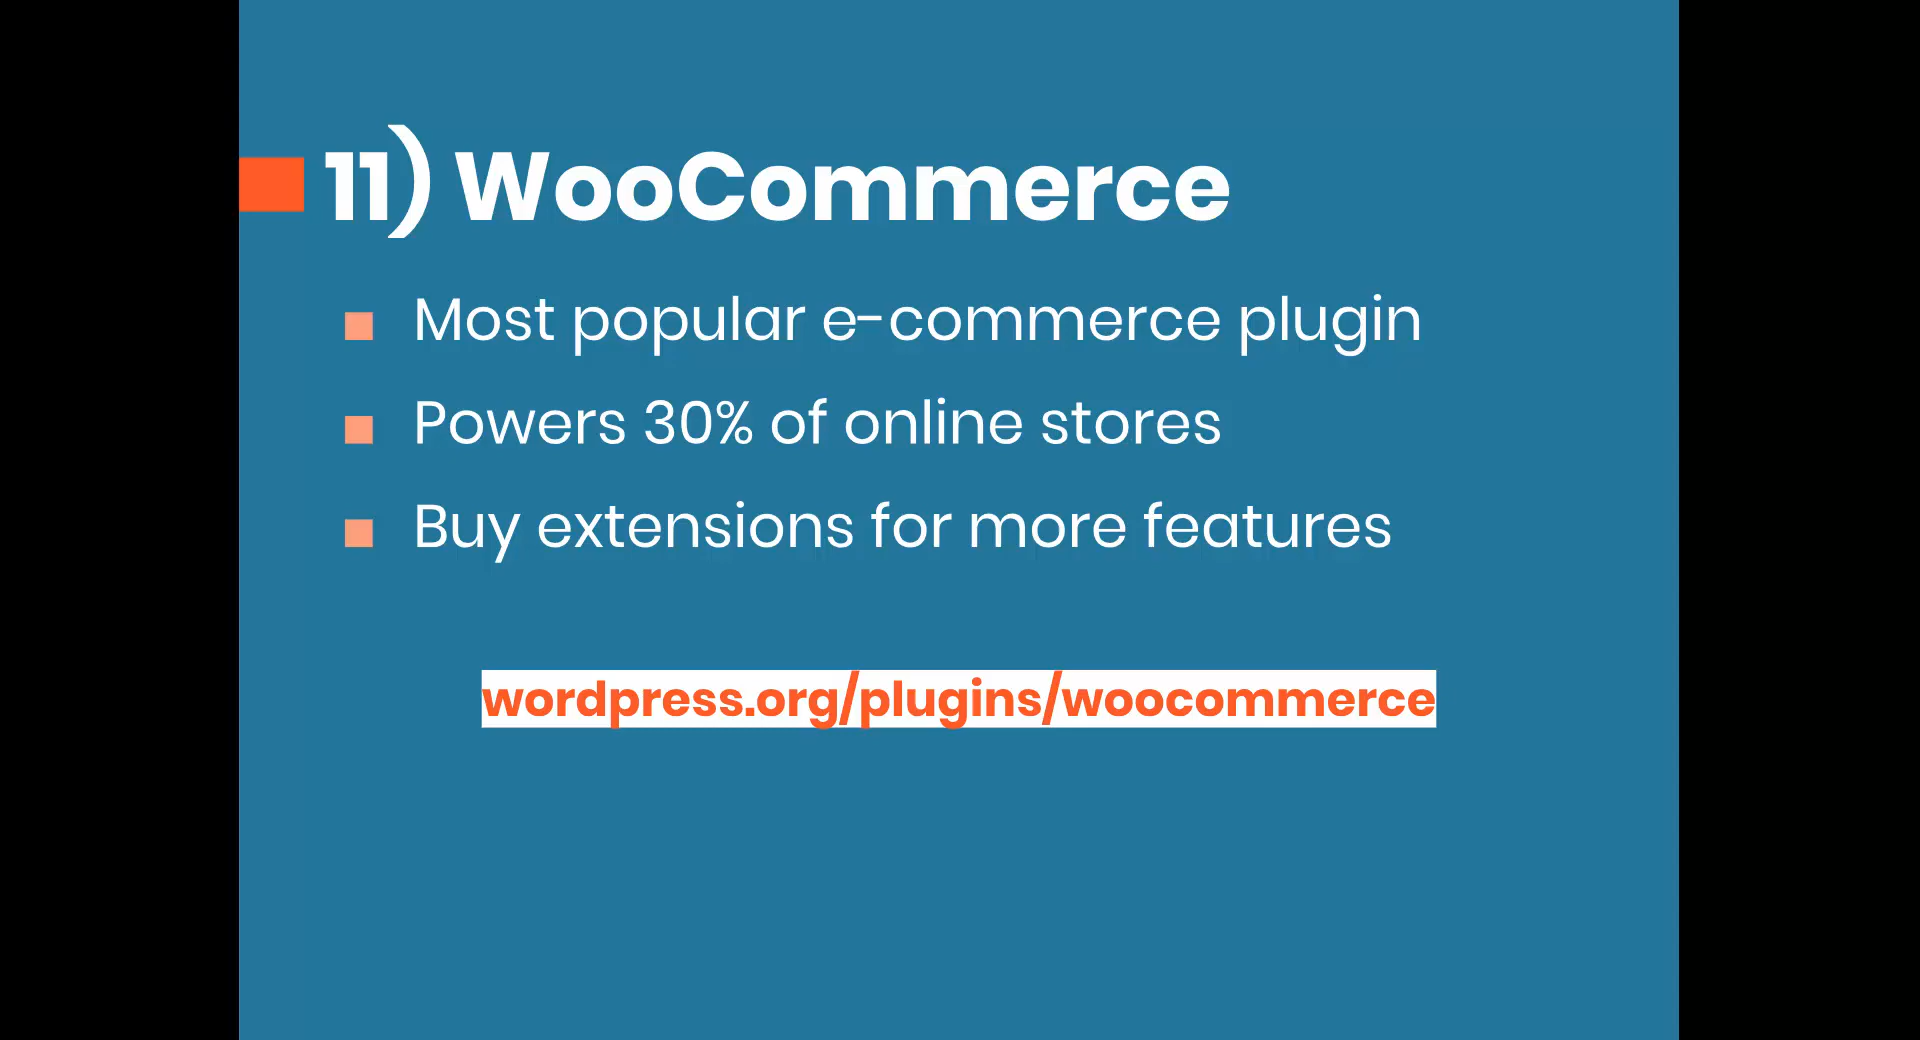 11) WooCommerce
Most popular e-commerce plugin
Powers 30% of online stores
Buy extensions for more features
wordpress.org/plugins/woocommerce